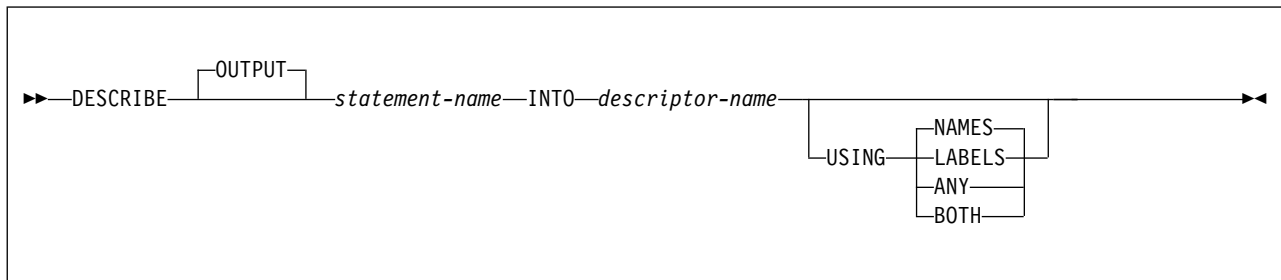 OUTPUT
DESCRIBE statement-name INTO descriptor-name
NAMES
USING LABELS
ANY
BOTH